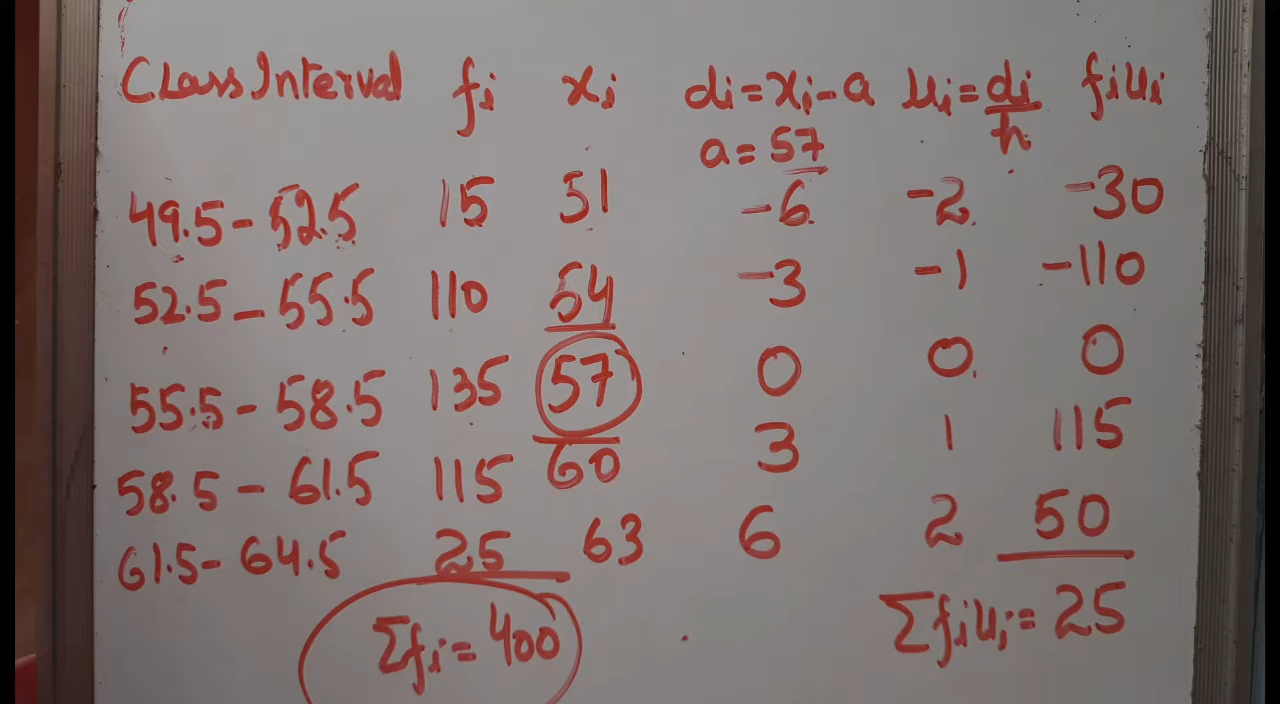 Class Interval fi xi di=xi-a ui=di/h fiui
a=57
49.5-52.5 15 51 -6 -2 -30
52.5-55.5 110 54 -3 -1 -110
55.5-58.5 135 57 0 0 0
58.5-61.5 115 60 3 1 115
61.5-64.5 25 63 6 2 50
Σfi=400 Σfiui=25